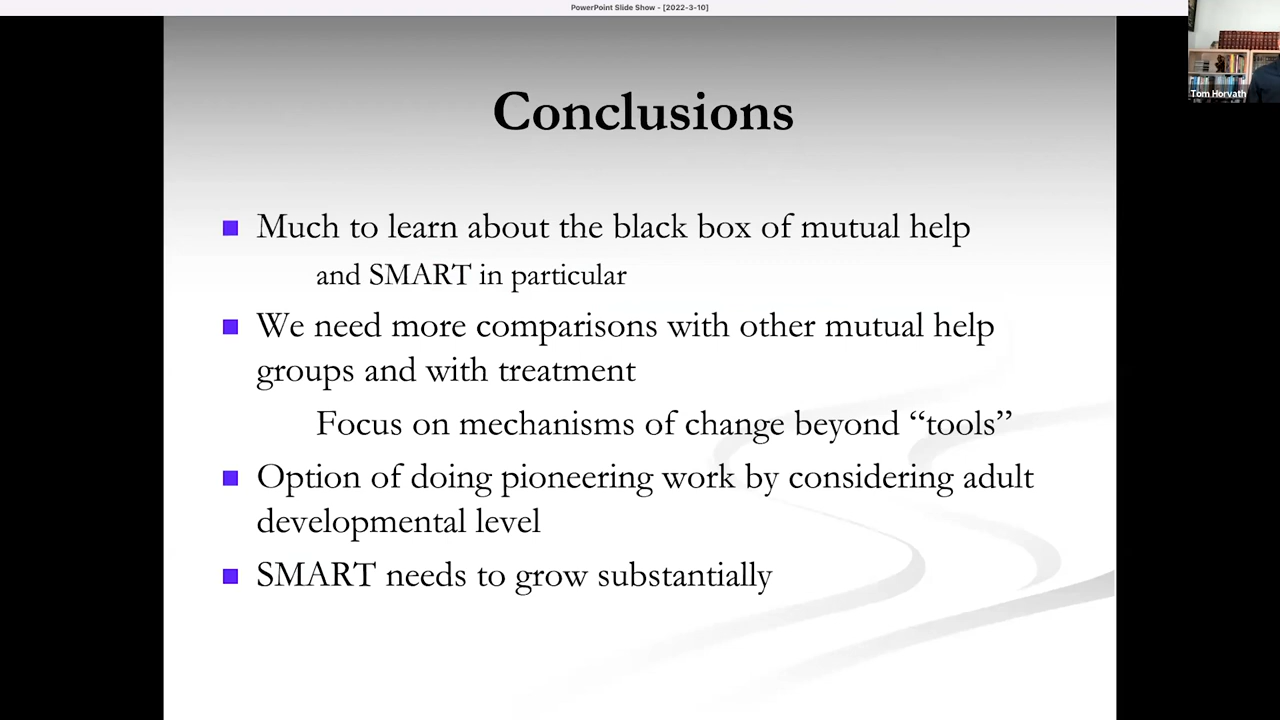 PowerPoint Slide Show - [2022-3-10]
Tom Horvath
Conclusions
Much to learn about the black box of mutual help
and SMART in particular
We need more comparisons with other mutual help
groups and with treatment
Focus on mechanisms of change beyond “tools”
Option of doing pioneering work by considering adult
developmental level
SMART needs to grow substantially